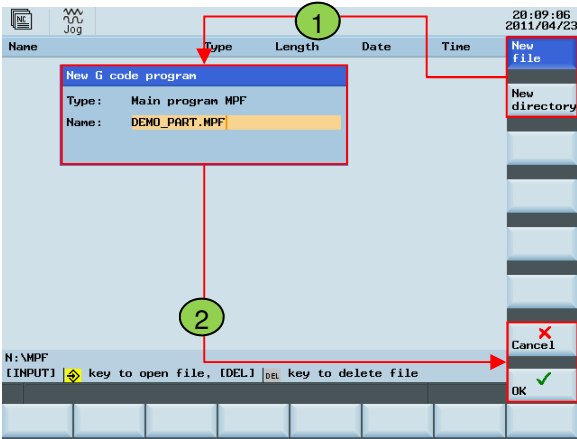 NC
Jog
20:09:06
2011/04/23
Name Type Length Date Time
New file
New directory
1
New G code program
Type: Main program MPF
Name: DEMO_PART.MPF
2
Cancel
N:\MPF
[INPUT] key to open file, [DEL] DEL key to delete file
OK